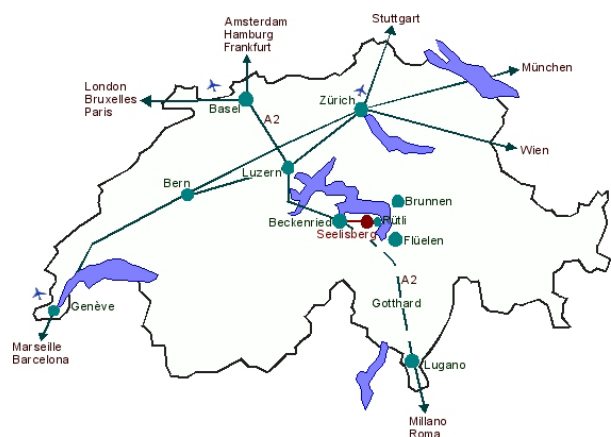 Stuttgart
Amsterdam
Hamburg
Frankfurt
München
London
Bruxelles
Paris
Basel
Zürich
A2
Wien
Luzern
Bern
Brunnen
Beckenried
Rütli
Seelisberg
Flüelen
A2
Gotthard
Genève
Marseille
Barcelona
Lugano
Millano
Roma